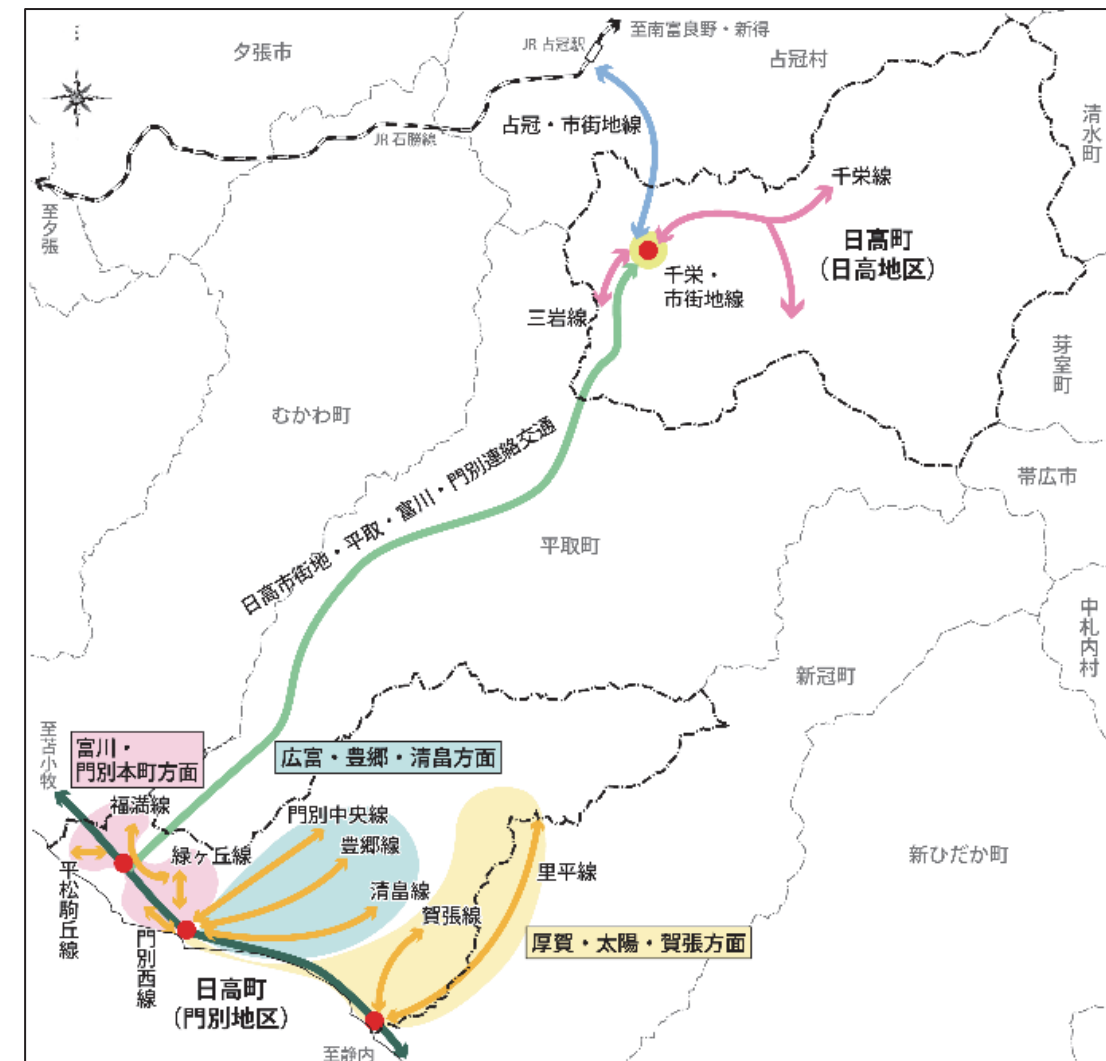 至南富良野・新得
JR 占冠駅
夕張市
占冠村
清水町
占冠・市街地線
JR 石勝線
千栄線
至夕張
日高町
（日高地区）
千栄・
市街地線
三岩線
芽室町
むかわ町
日高市街地・平取・富川・門別連絡交通
帯広市
平取町
中札内村
新冠町
至苫小牧
富川・
門別本町方面
広富・豊郷・清畠方面
福満線
門別中央線
豊郷線
緑ヶ丘線
清畠線
里平線
新ひだか町
平松駒丘線
賀張線
門別西線
厚賀・太陽・賀張方面
日高町
（門別地区）
至静内